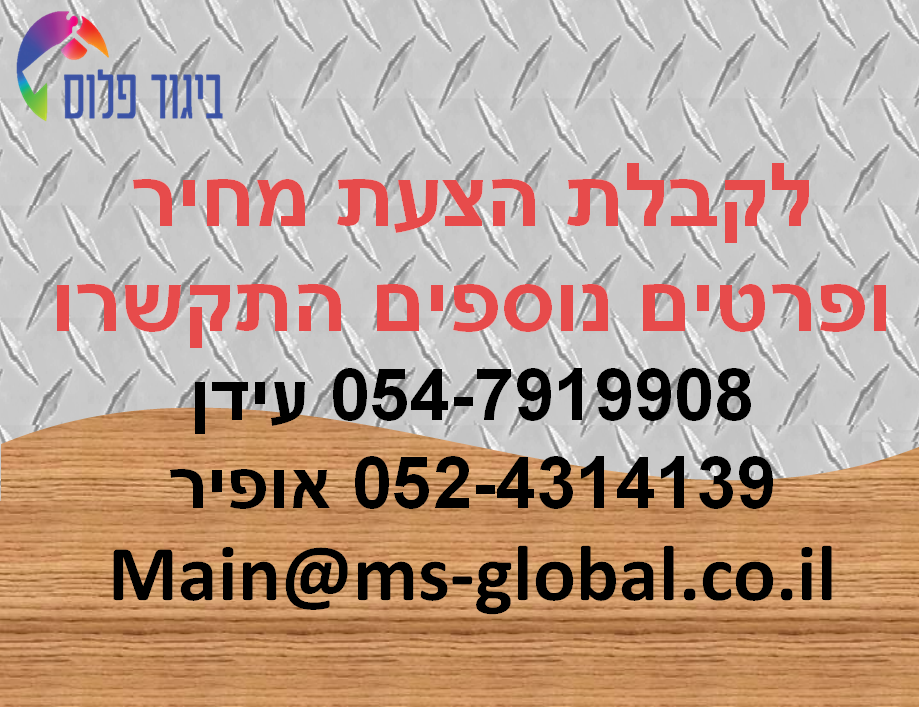 ביגוד פלוס
לקבלת הצעת מחיר
ופרטים נוספים התקשרו
054-7919908 עידן
052-4314139 אופיר
Main@ms-global.co.il